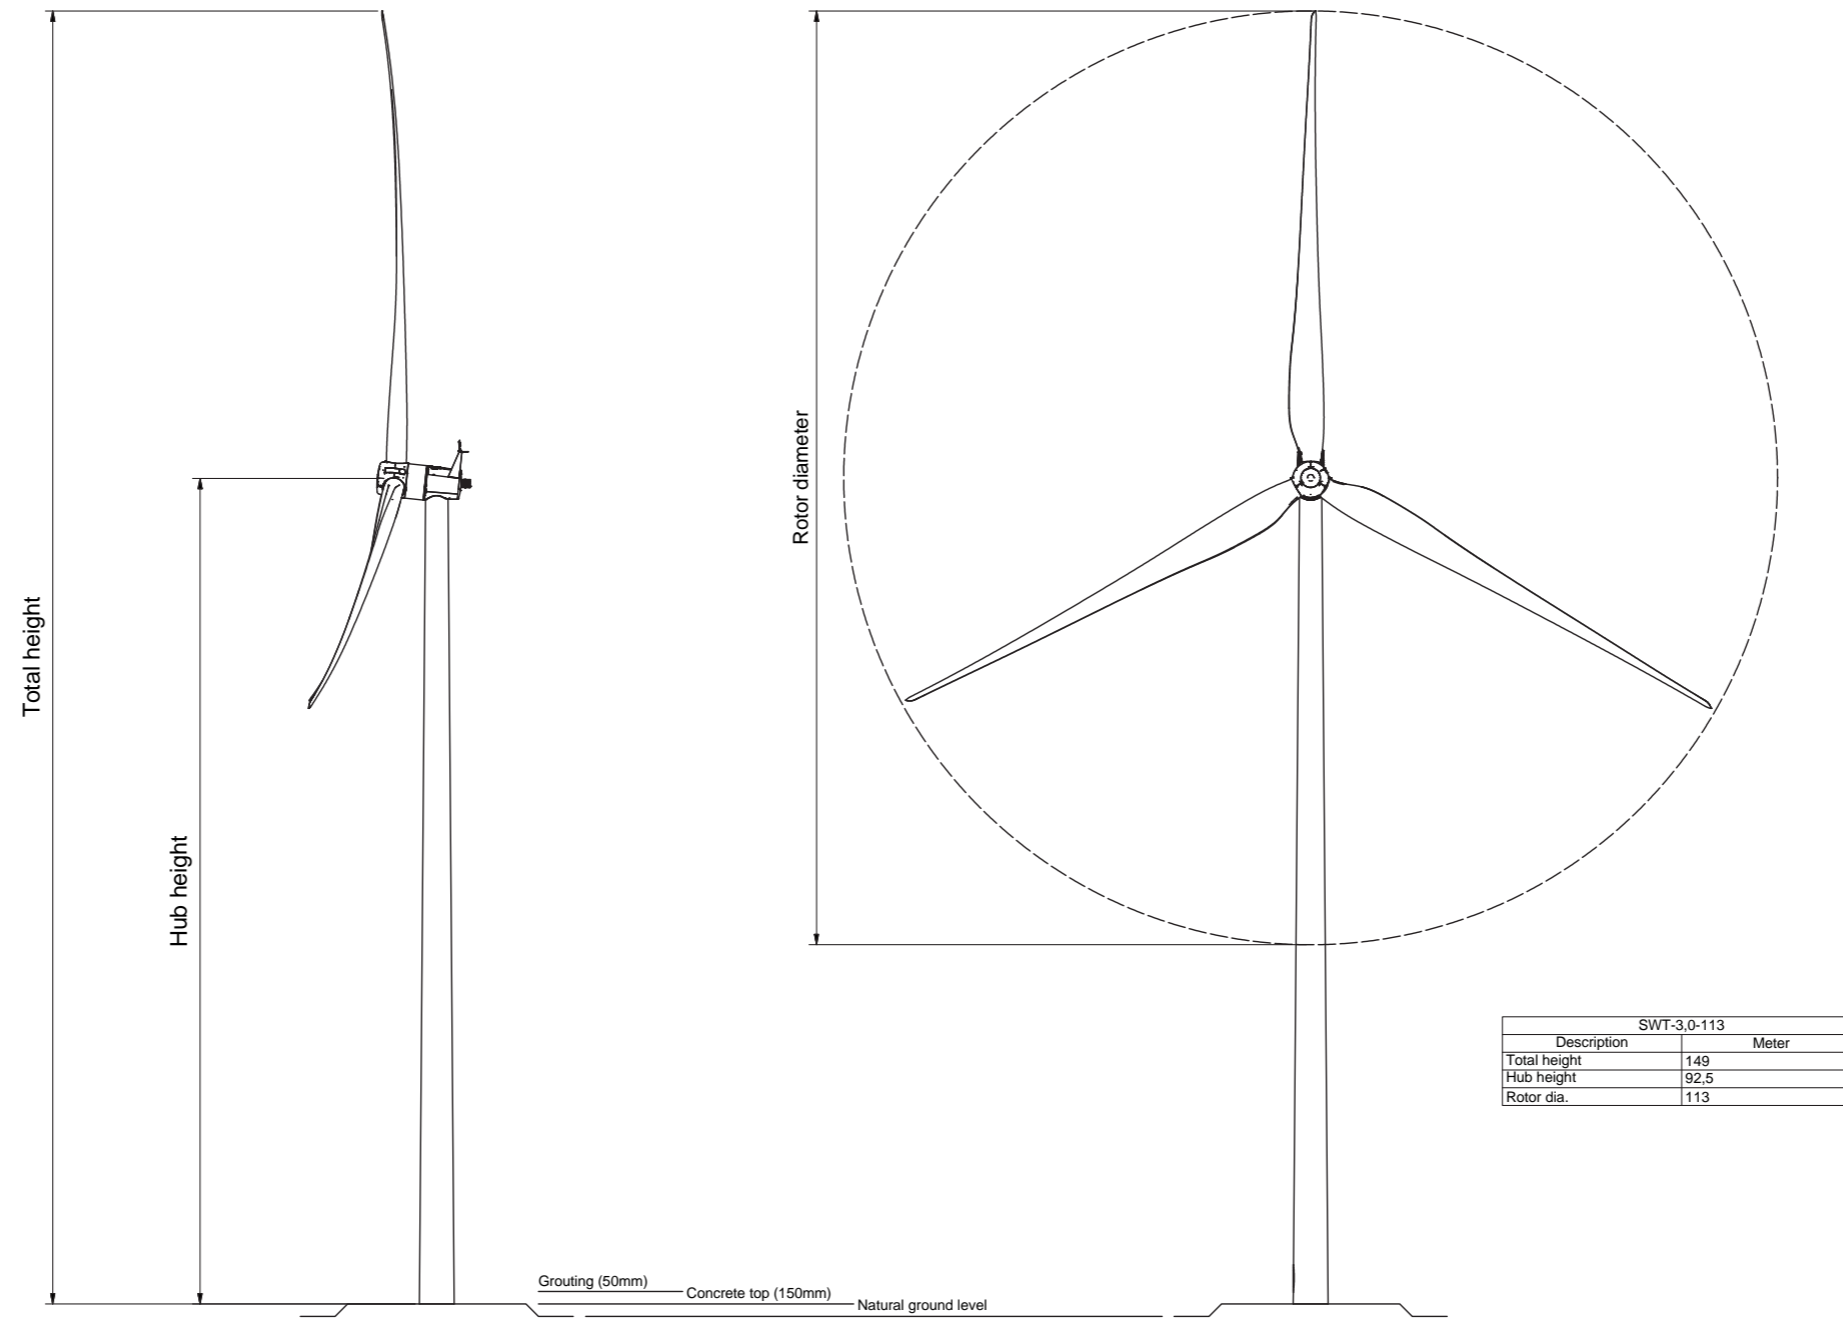 Total height
Hub height
Rotor diameter
SWT-3,0-113
Description Meter
Total height 149
Hub height 92,5
Rotor dia. 113
Grouting (50mm)
Concrete top (150mm)
Natural ground level